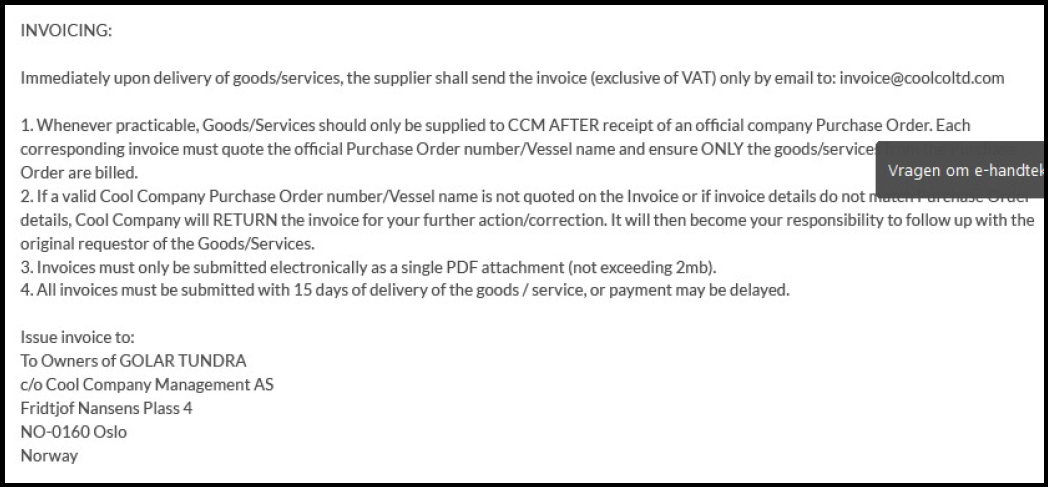 INVOICING:
Immediately upon delivery of goods/services, the supplier shall send the invoice (exclusive of VAT) only by email to: invoice@coolcoltd.com
1. Whenever practicable, Goods/Services should only be supplied to CCM AFTER receipt of an official company Purchase Order. Each
corresponding invoice must quote the official Purchase Order number/Vessel name and ensure ONLY the goods/services from the Purchase
Vragen om e-handtek
Order are billed.
2. If a valid Cool Company Purchase Order number/Vessel name is not quoted on the Invoice or if invoice details do not match Purchase Order
details, Cool Company will RETURN the invoice for your further action/correction. It will then become your responsibility to follow up with the
original requestor of the Goods/Services.
3. Invoices must only be submitted electronically as a single PDF attachment (not exceeding 2mb).
4. All invoices must be submitted with 15 days of delivery of the goods / service, or payment may be delayed.
Issue invoice to:
To Owners of GOLAR TUNDRA
c/o Cool Company Management AS
Fridtjof Nansens Plass 4
NO-0160 Oslo
Norway